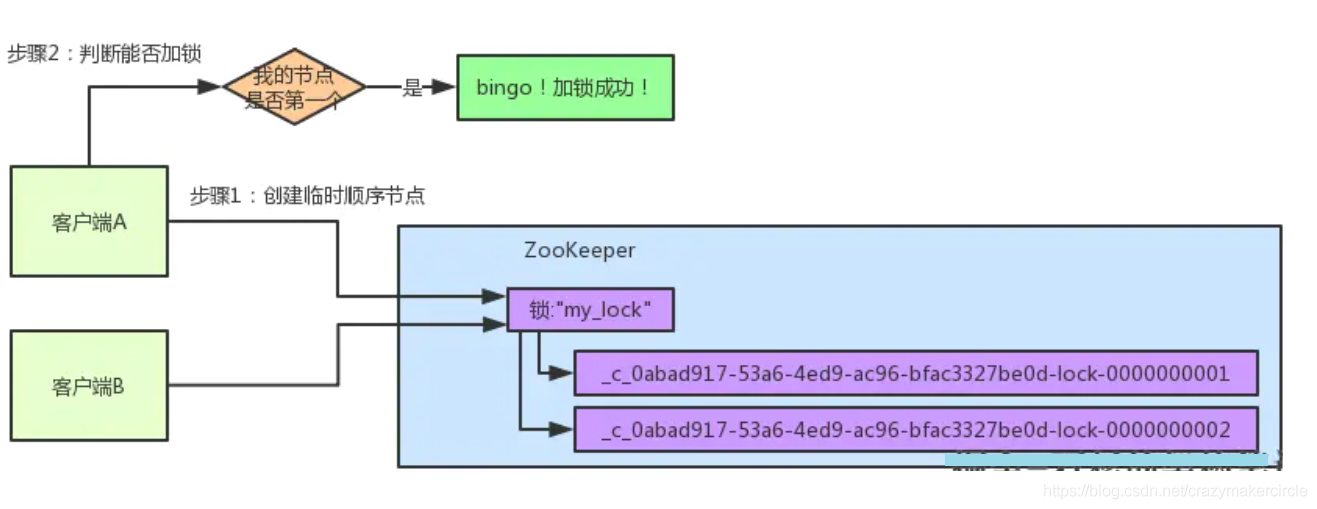 步骤2：判断能否加锁
我的节点
是否第一个
是
bingo！加锁成功！
步骤1：创建临时顺序节点
客户端A
ZooKeeper
锁:"my_lock"
_c_0abad917-53a6-4ed9-ac96-bfac3327be0d-lock-0000000001
客户端B
_c_0abad917-53a6-4ed9-ac96-bfac3327be0d-lock-0000000002
https://blog.csdn.net/crazymakercircle